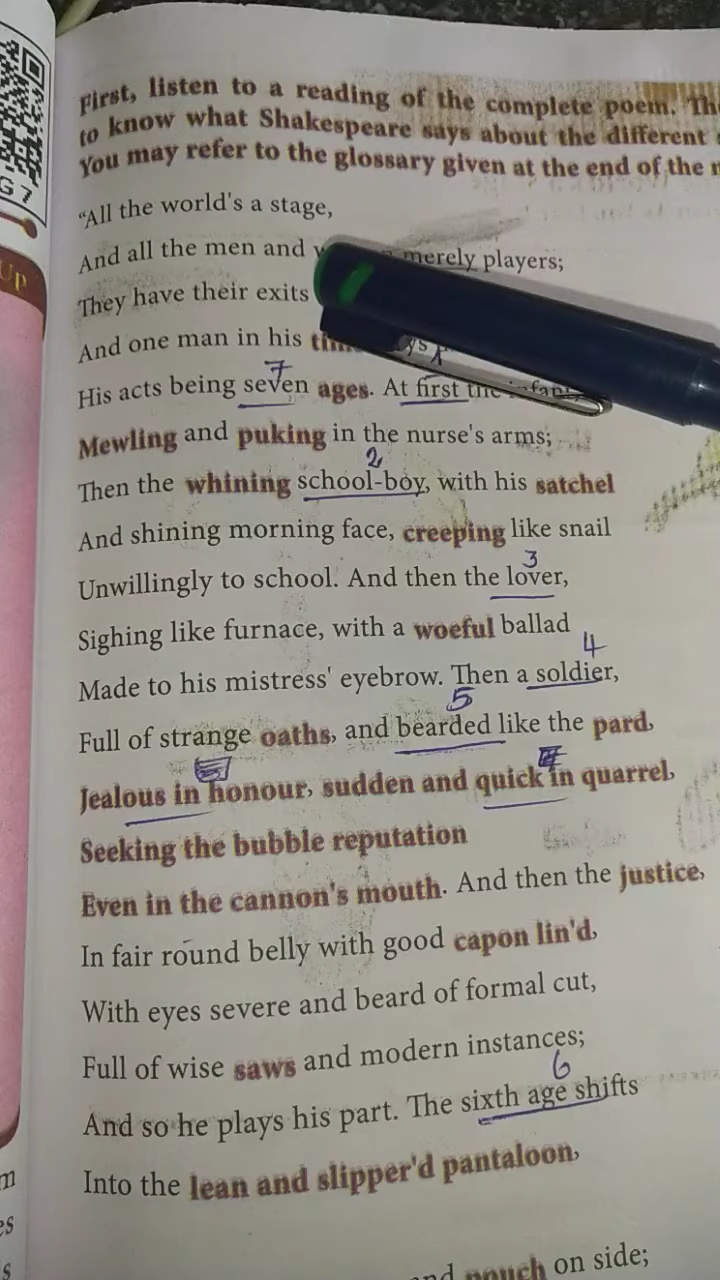 G7
UP
First, listen to a reading of the complete poem.
to know what Shakespeare says about the different
You may refer to the glossary given at the end of the
"All the world's a stage,
And all the men and merely players;
They have their exits
And one man in his
7
His acts being seven ages. At first the infant,
Mewling and puking in the nurse's arms;
2
Then the whining school-boy, with his satchel
And shining morning face, creeping like snail
3
Unwillingly to school. And then the lover,
Sighing like furnace, with a woeful ballad
4
Made to his mistress' eyebrow. Then a soldier,
5
Full of strange oaths, and bearded like the pard,
Jealous in honour, sudden and quick in quarrel,
Seeking the bubble reputation
Even in the cannon's mouth. And then the justice,
In fair round belly with good capon lin'd,
With eyes severe and beard of formal cut,
Full of wise saws and modern instances;
6
And so he plays his part. The sixth age shifts
Into the lean and slipper'd pantaloon,
pouch on side;